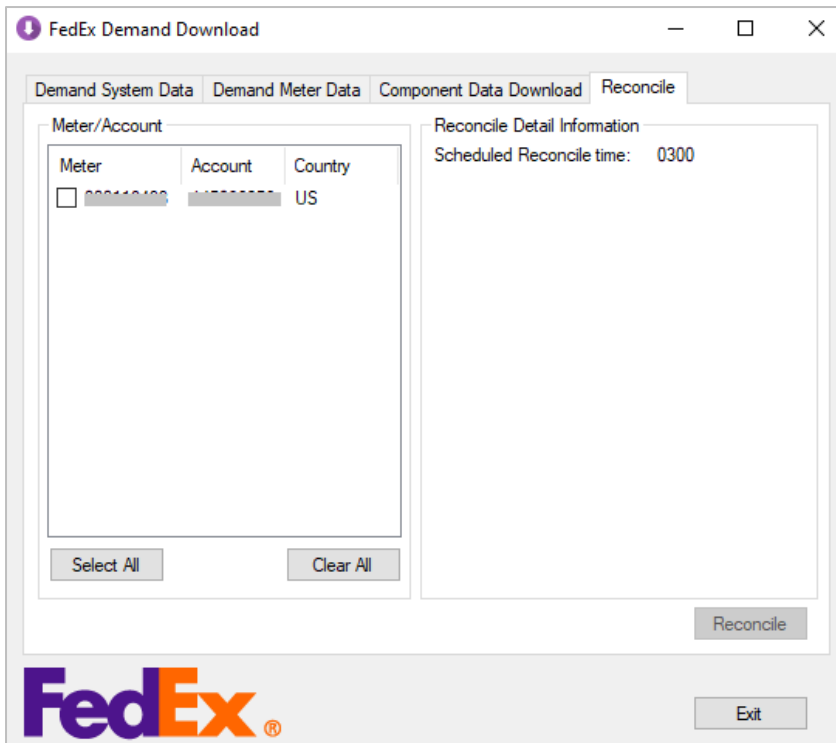 FedEx Demand Download
Demand System Data Demand Meter Data Component Data Download Reconcile
Meter/Account
Meter Account Country
US
Select All Clear All
Reconcile Detail Information
Scheduled Reconcile time: 0300
Reconcile
FedEx®
Exit